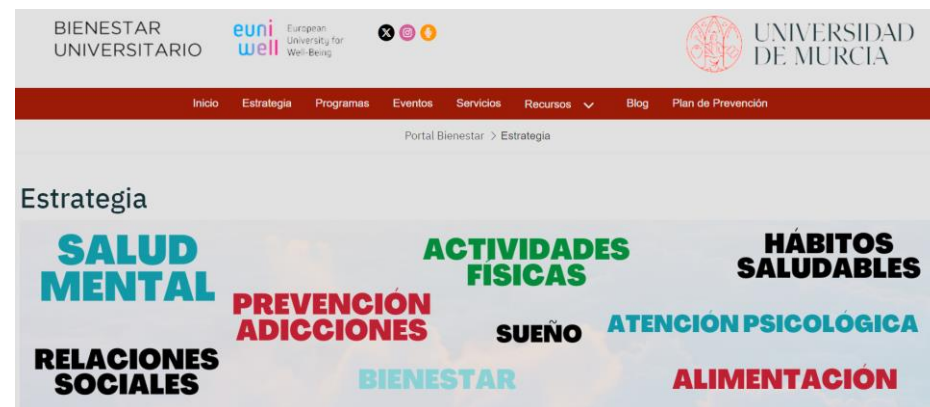 BIENESTAR
UNIVERSITARIO
euni
well
European
University for
Well-Being
UNIVERSIDAD
DE MURCIA
Inicio Estrategia Programas Eventos Servicios Recursos Blog Plan de Prevención
Portal Bienestar > Estrategia
Estrategia
SALUD
MENTAL
ACTIVIDADES
FÍSICAS
HÁBITOS
SALUDABLES
PREVENCIÓN
ADICCIONES
SUEÑO
ATENCIÓN PSICOLÓGICA
RELACIONES
SOCIALES
BIENESTAR
ALIMENTACIÓN